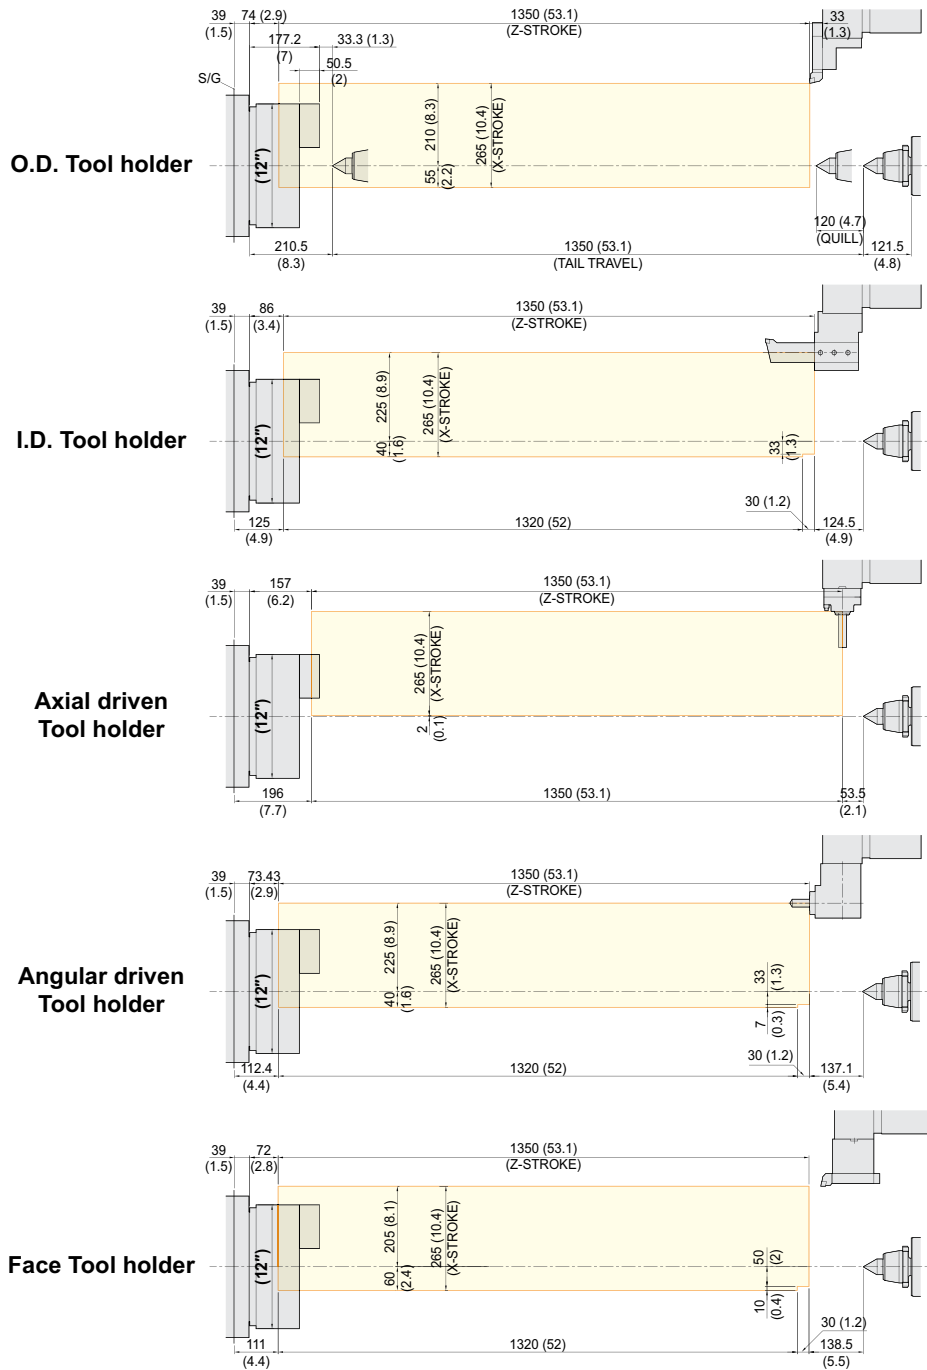 39 74 (2.9) 1350 (53.1) 33
(1.5) (Z-STROKE) (1.3)
177.2 33.3 (1.3)
(7) 50.5
(2)
S/G
210 (8.3)
265 (10.4)
(X-STROKE)
O.D. Tool holder
(12")
55
(2.2)
120 (4.7)
(QUILL)
210.5 1350 (53.1) 121.5
(8.3) (TAIL TRAVEL) (4.8)
39 86 1350 (53.1)
(1.5) (3.4) (Z-STROKE)
225 (8.9)
265 (10.4)
(X-STROKE)
I.D. Tool holder
(12")
40
(1.6)
33
(1.3)
30 (1.2)
125 1320 (52) 124.5
(4.9) (4.9)
39 157 1350 (53.1)
(1.5) (6.2) (Z-STROKE)
265 (10.4)
(X-STROKE)
Axial driven
Tool holder
(12")
2
(0.1)
196 1350 (53.1) 53.5
(7.7) (2.1)
39 73.43 1350 (53.1)
(1.5) (2.9) (Z-STROKE)
225 (8.9)
265 (10.4)
(X-STROKE)
33
(1.3)
Angular driven
Tool holder
(12")
40
(1.6)
7
(0.3)
30 (1.2)
112.4 1320 (52) 137.1
(4.4) (5.4)
39 72 1350 (53.1)
(1.5) (2.8) (Z-STROKE)
205 (8.1)
265 (10.4)
(X-STROKE)
50
(2)
Face Tool holder
(12")
60
(2.4)
10
(0.4)
30 (1.2)
111 1320 (52) 138.5
(4.4) (5.5)